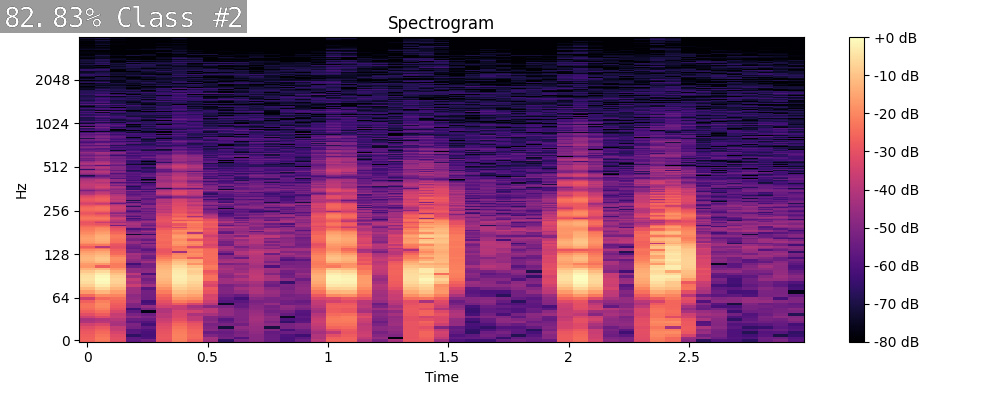 82.83% Class #2
Spectrogram
Hz
2048
1024
512
256
128
64
0
0 0.5 1 1.5 2 2.5
Time
+0 dB
-10 dB
-20 dB
-30 dB
-40 dB
-50 dB
-60 dB
-70 dB
-80 dB